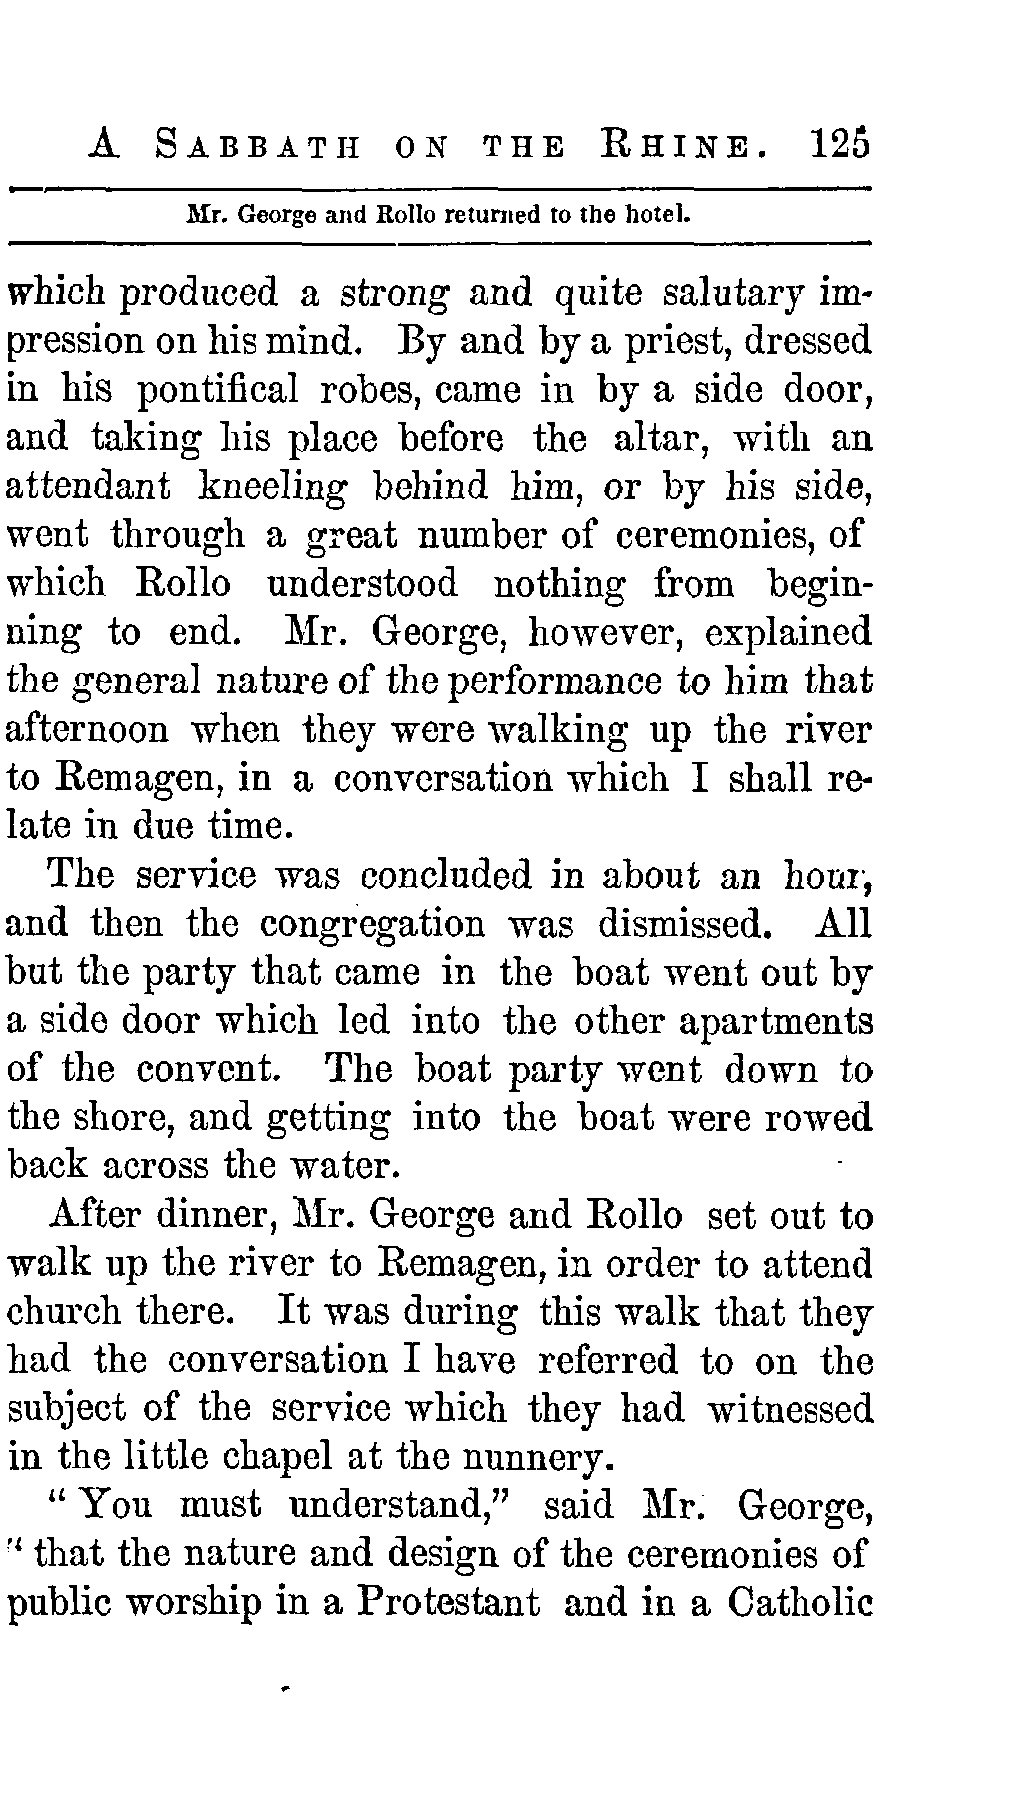 A SABBATH ON THE RHINE. 125
Mr. George and Rollo returned to the hotel.
which produced a strong and quite salutary im-
pression on his mind. By and by a priest, dressed
in his pontifical robes, came in by a side door,
and taking his place before the altar, with an
attendant kneeling behind him, or by his side,
went through a great number of ceremonies, of
which Rollo understood nothing from begin-
ning to end. Mr. George, however, explained
the general nature of the performance to him that
afternoon when they were walking up the river
to Remagen, in a conversation which I shall re-
late in due time.
The service was concluded in about an hour,
and then the congregation was dismissed. All
but the party that came in the boat went out by
a side door which led into the other apartments
of the convent. The boat party went down to
the shore, and getting into the boat were rowed
back across the water.
After dinner, Mr. George and Rollo set out to
walk up the river to Remagen, in order to attend
church there. It was during this walk that they
had the conversation I have referred to on the
subject of the service which they had witnessed
in the little chapel at the nunnery.
“ You must understand,” said Mr. George,
“ that the nature and design of the ceremonies of
public worship in a Protestant and in a Catholic